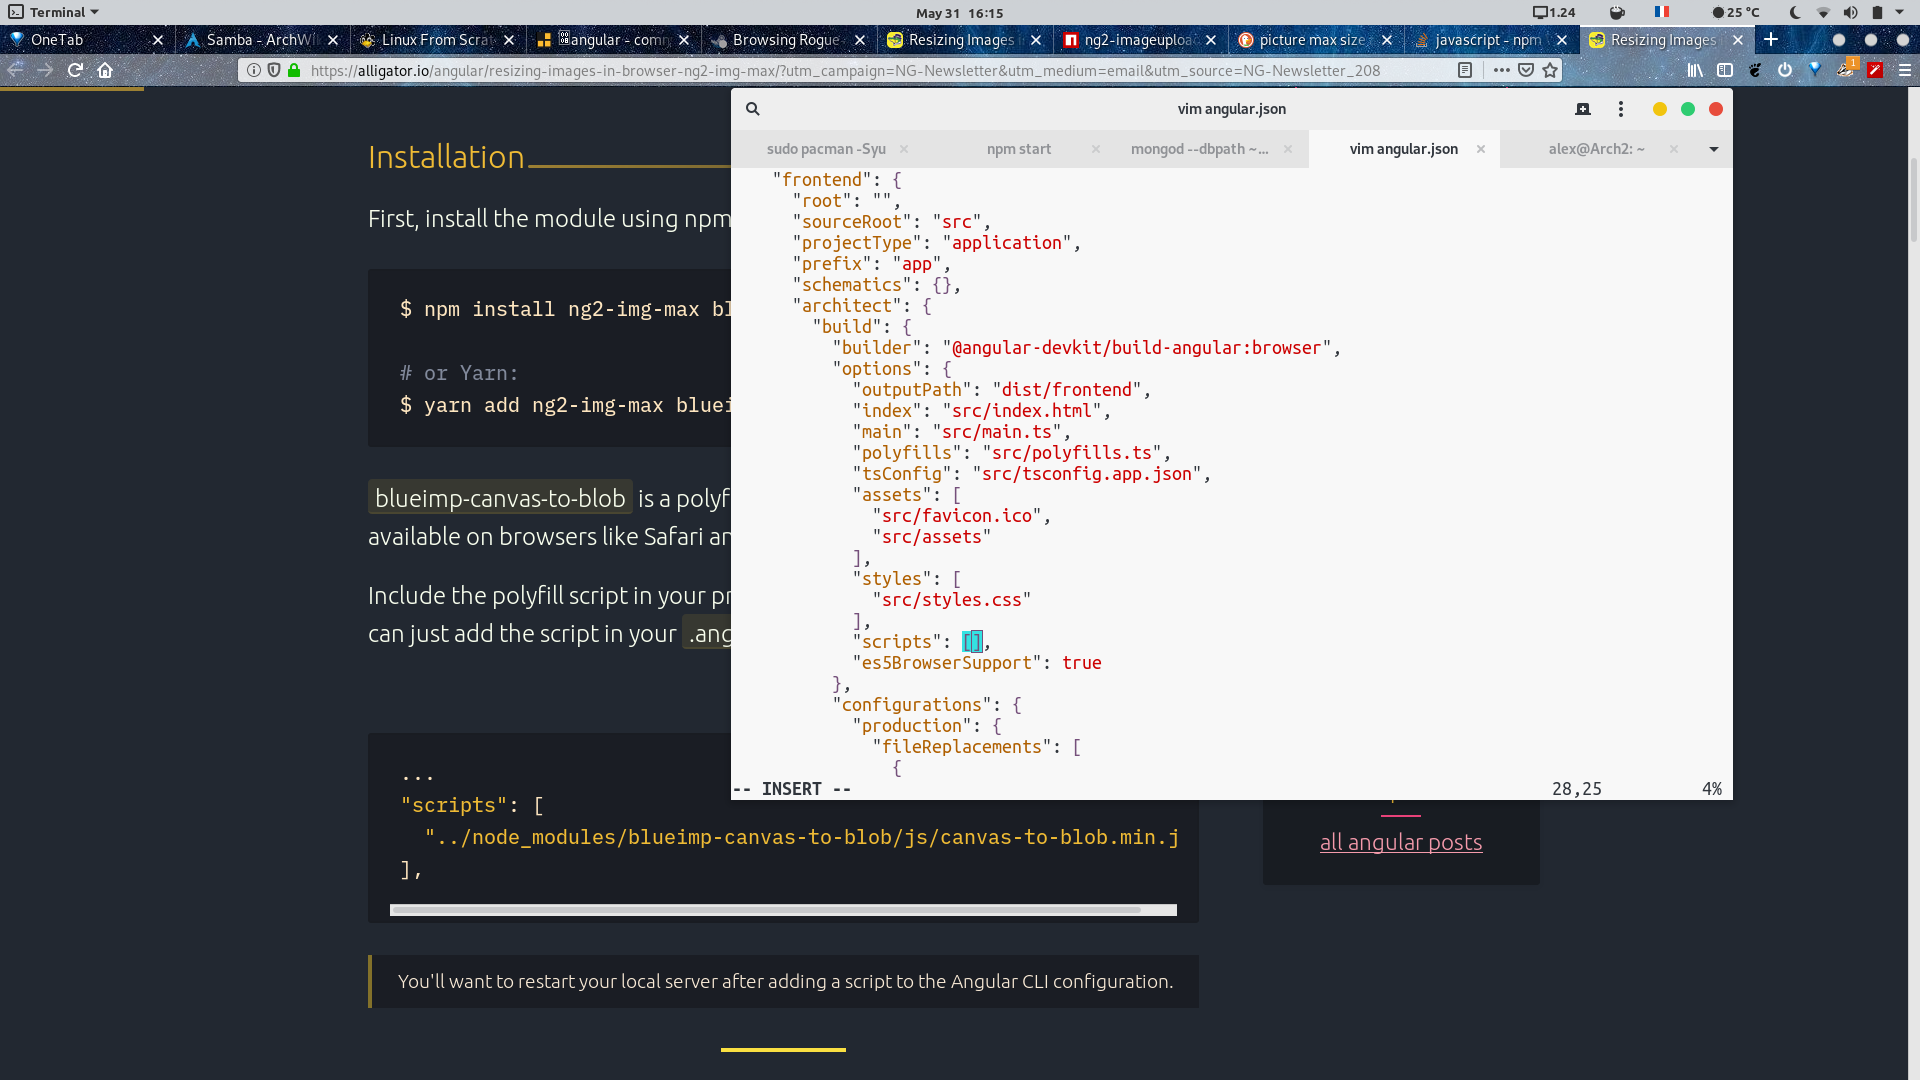 Terminal
May 31 16:15
1.24
25 °C
OneTab
Samba - ArchWi
Linux From Scrat
angular - comp
Browsing Rogue
Resizing Images i
ng2-imageupload
picture max size
javascript - npm
Resizing Images
https://alligator.io/angular/resizing-images-in-browser-ng2-img-max/?utm_campaign=NG-Newsletter&utm_medium=email&utm_source=NG-Newsletter_208
1
Installation
First, install the module using npm
$ npm install ng2-img-max bl
# or Yarn:
$ yarn add ng2-img-max bluei
blueimp-canvas-to-blob is a polyf
available on browsers like Safari an
Include the polyfill script in your pr
can just add the script in your .ang
...
"scripts": [
"../node_modules/blueimp-canvas-to-blob/js/canvas-to-blob.min.j
],
You'll want to restart your local server after adding a script to the Angular CLI configuration.
all angular posts
vim angular.json
sudo pacman -Syu
npm start
mongod --dbpath ~...
vim angular.json
alex@Arch2: ~
"frontend": {
"root": "",
"sourceRoot": "src",
"projectType": "application",
"prefix": "app",
"schematics": {},
"architect": {
"build": {
"builder": "@angular-devkit/build-angular:browser",
"options": {
"outputPath": "dist/frontend",
"index": "src/index.html",
"main": "src/main.ts",
"polyfills": "src/polyfills.ts",
"tsConfig": "src/tsconfig.app.json",
"assets": [
"src/favicon.ico",
"src/assets"
],
"styles": [
"src/styles.css"
],
"scripts": [],
"es5BrowserSupport": true
},
"configurations": {
"production": {
"fileReplacements": [
{
-- INSERT --
28,25
4%